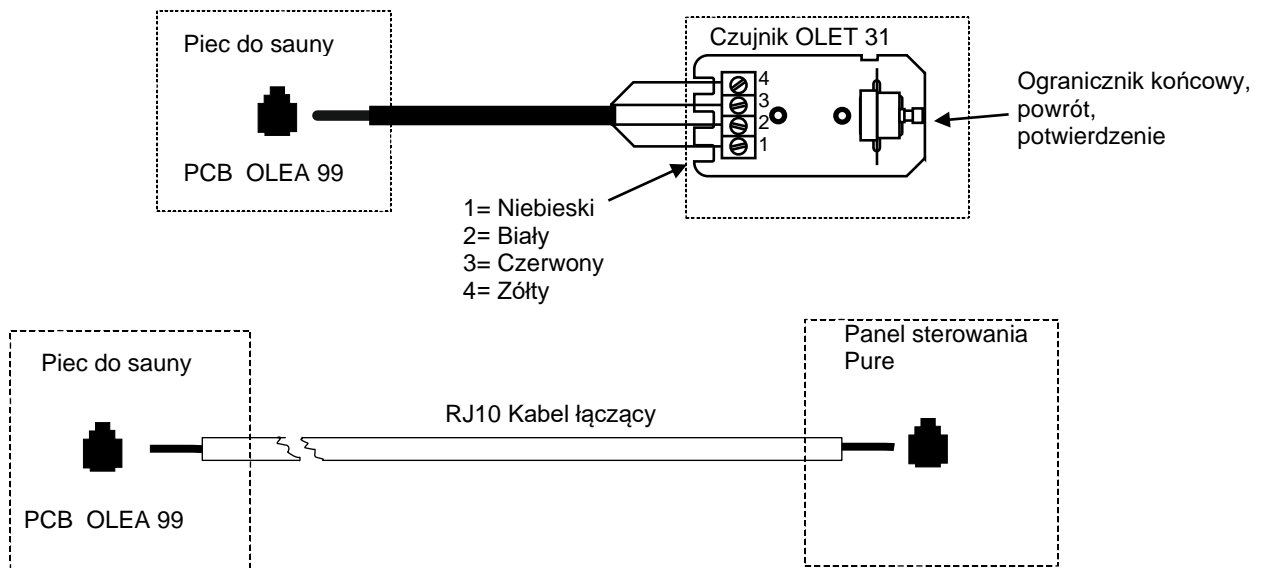 Piec do sauny
PCB OLEA 99
Czujnik OLET 31
4
3
2
1
Ogranicznik końcowy,
powrót,
potwierdzenie
1= Niebieski
2= Biały
3= Czerwony
4= Zółty
Piec do sauny
PCB OLEA 99
RJ10 Kabel łączący
Panel sterowania
Pure